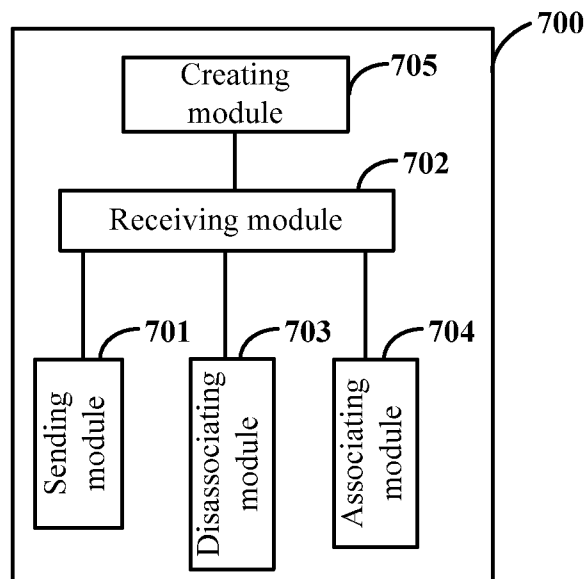 700
Creating
module
705
702
Receiving module
701
703
704
Sending
module
Disassociating
module
Associating
module